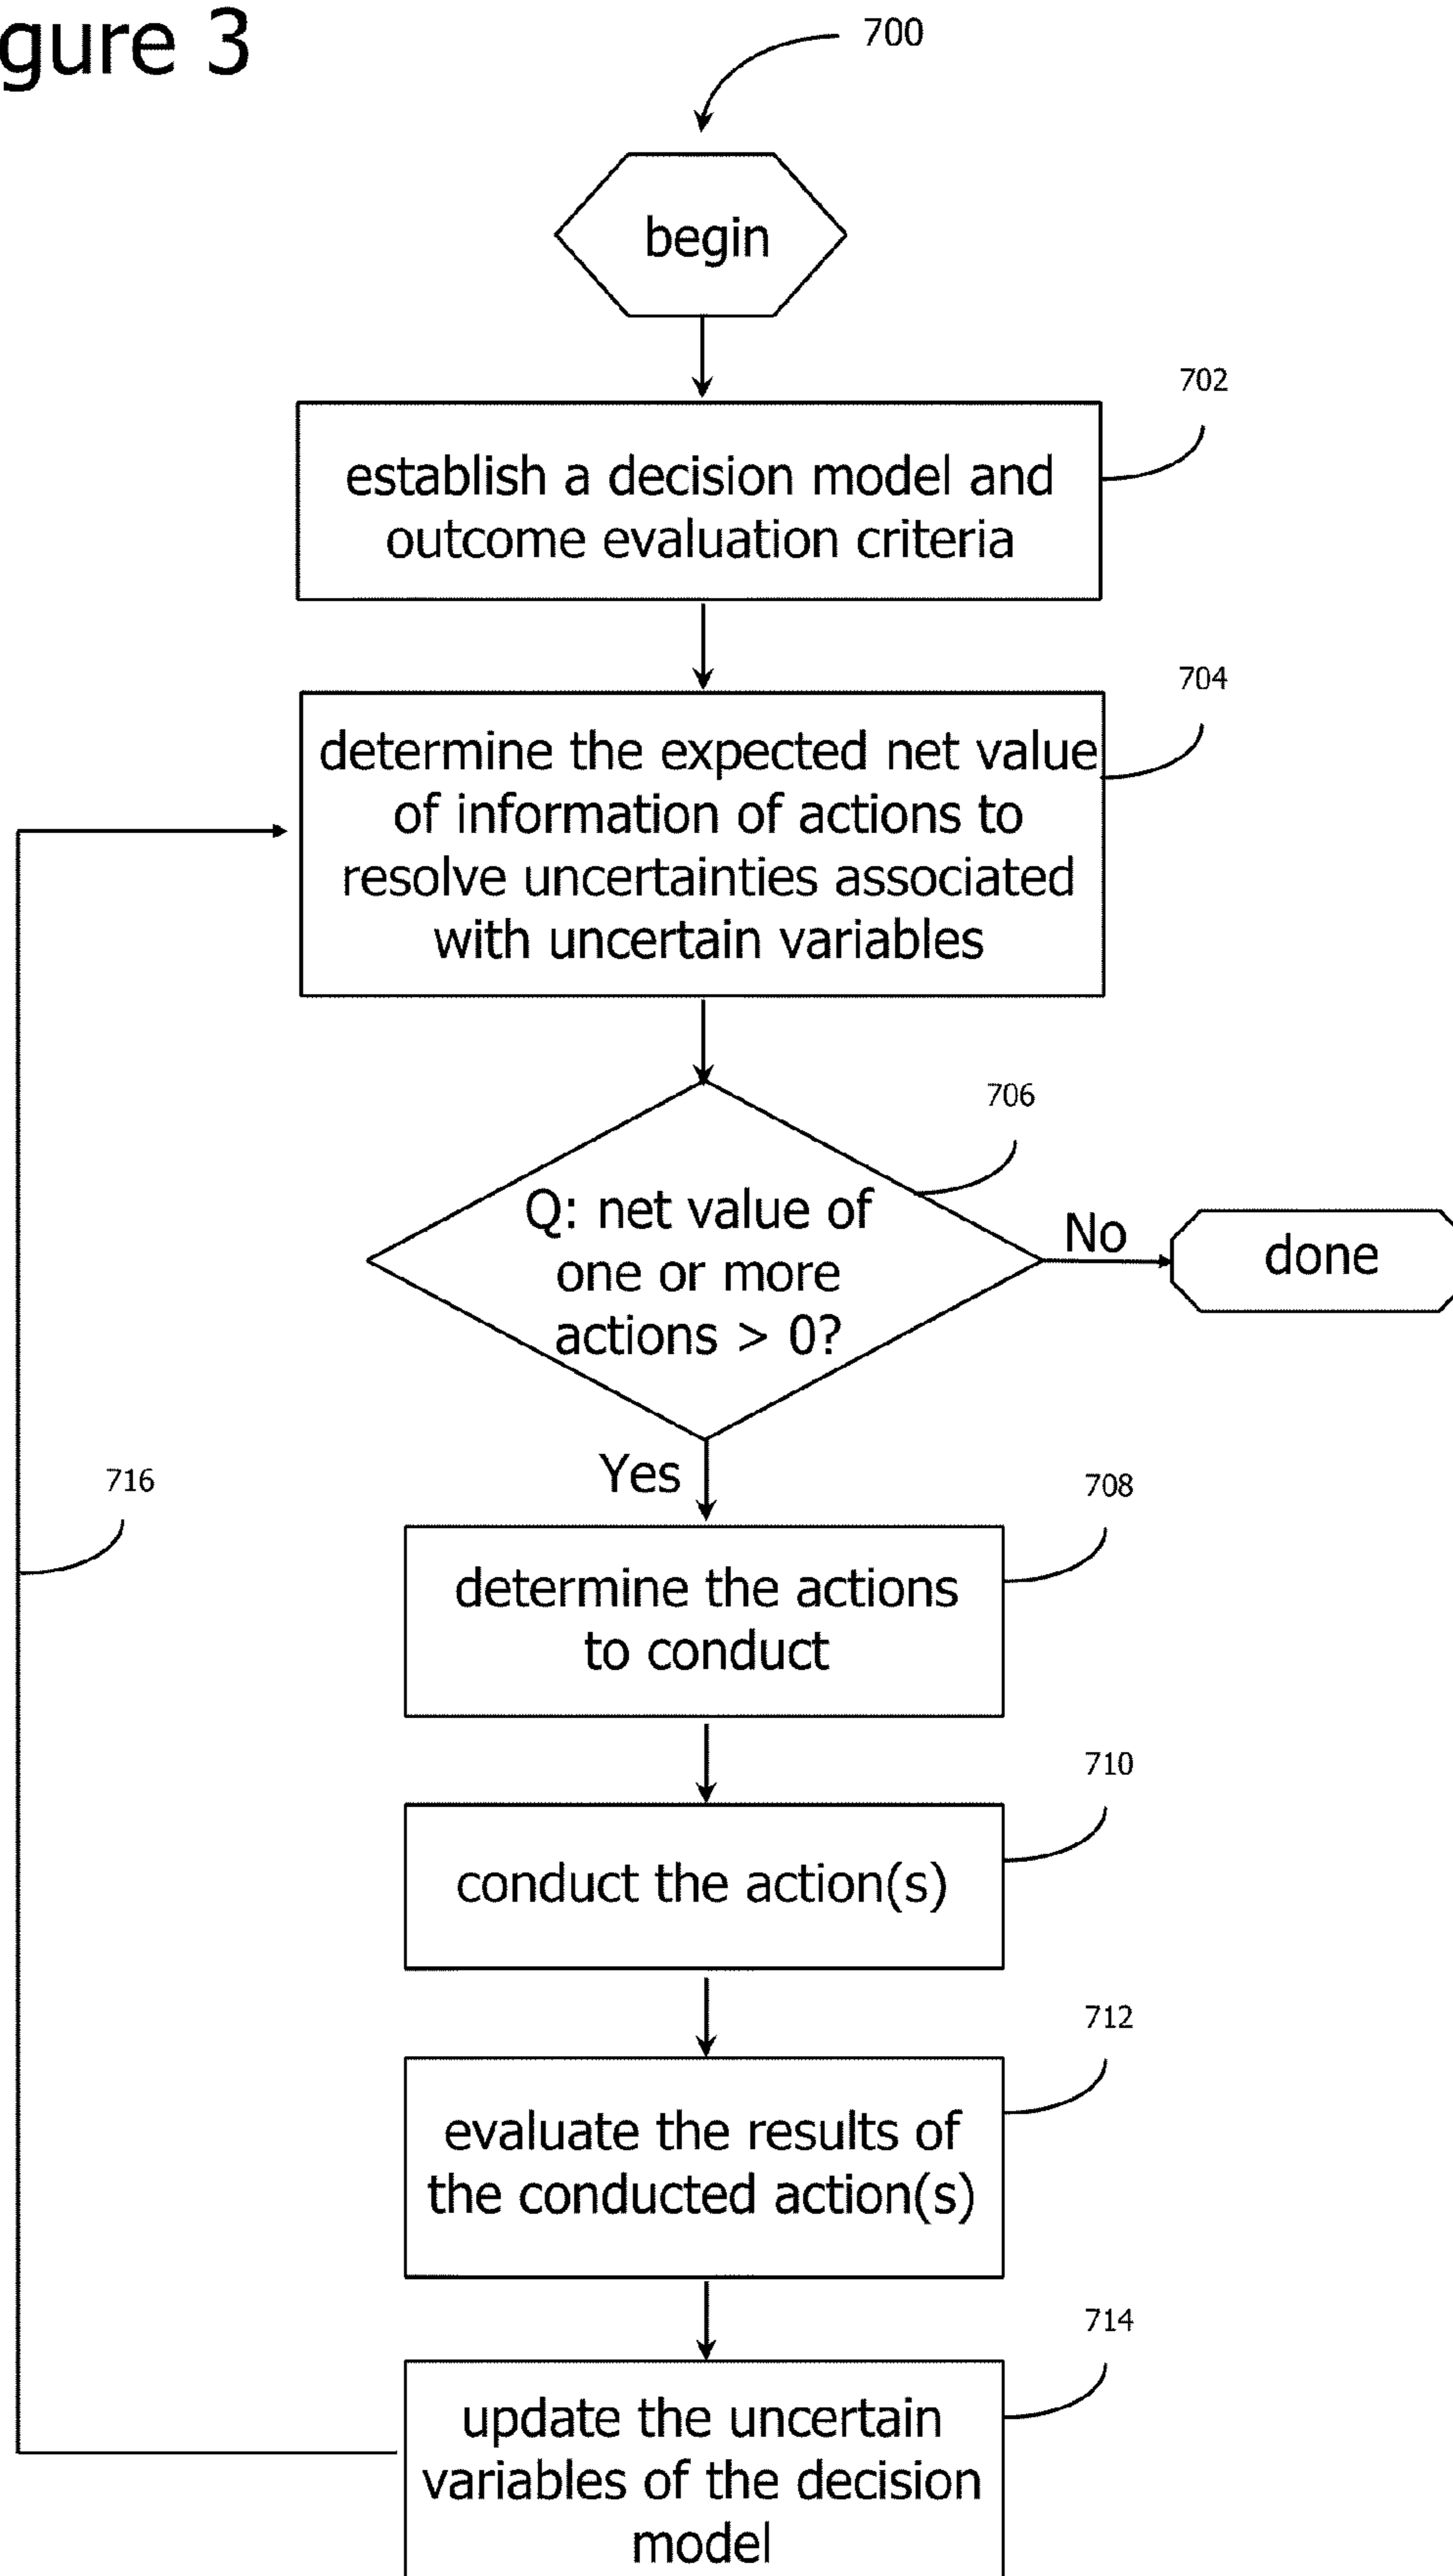 gure 3
700
begin
702
establish a decision model and
outcome evaluation criteria
704
determine the expected net value
of information of actions to
resolve uncertainties associated
with uncertain variables
706
Q: net value of
one or more
actions > 0?
No
done
Yes
716
708
determine the actions
to conduct
710
conduct the action(s)
712
evaluate the results of
the conducted action(s)
714
update the uncertain
variables of the decision
model